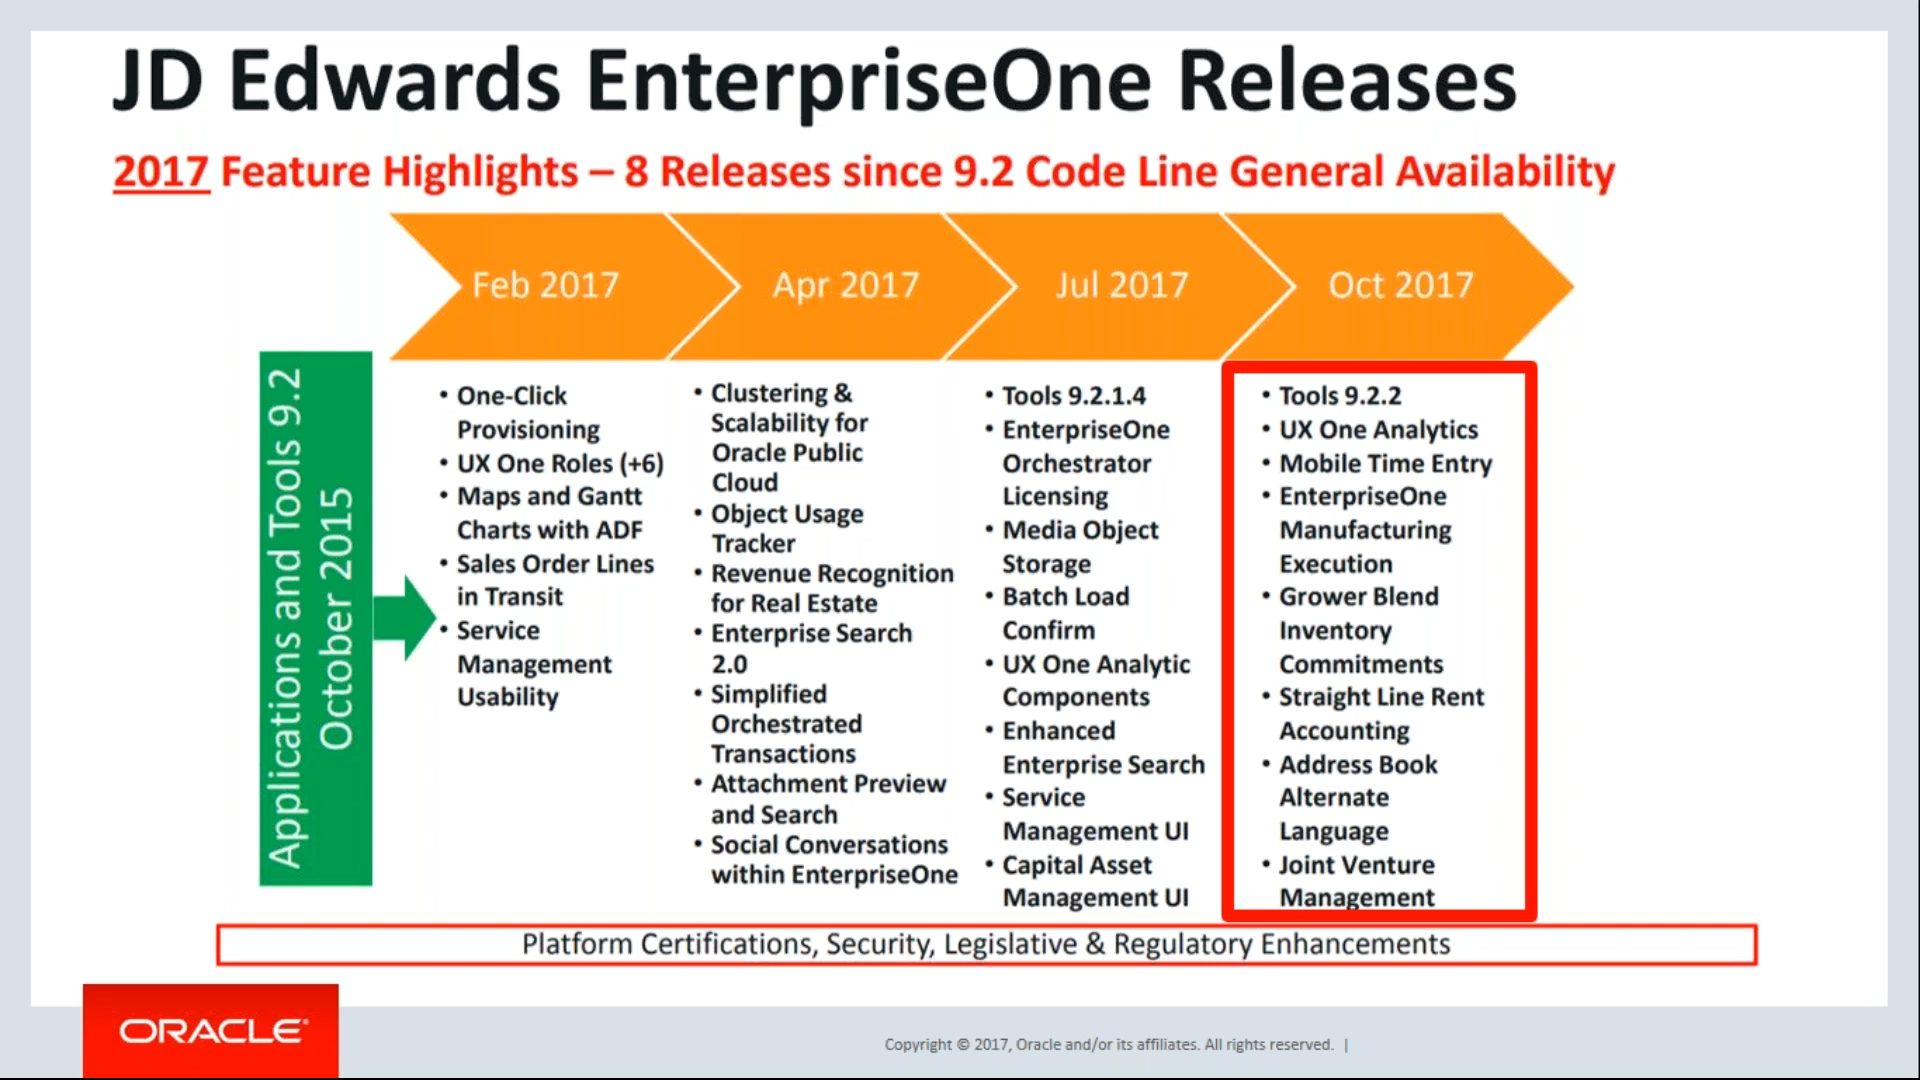 JD Edwards EnterpriseOne Releases
2017 Feature Highlights – 8 Releases since 9.2 Code Line General Availability
Feb 2017
Apr 2017
Jul 2017
Oct 2017
Applications and Tools 9.2
October 2015
• One-Click
Provisioning
• UX One Roles (+6)
• Maps and Gantt
Charts with ADF
• Sales Order Lines
in Transit
• Service
Management
Usability
• Clustering &
Scalability for
Oracle Public
Cloud
• Object Usage
Tracker
• Revenue Recognition
for Real Estate
• Enterprise Search
2.0
• Simplified
Orchestrated
Transactions
• Attachment Preview
and Search
• Social Conversations
within EnterpriseOne
• Tools 9.2.1.4
• EnterpriseOne
Orchestrator
Licensing
• Media Object
Storage
• Batch Load
Confirm
• UX One Analytic
Components
• Enhanced
Enterprise Search
• Service
Management UI
• Capital Asset
Management UI
• Tools 9.2.2
• UX One Analytics
• Mobile Time Entry
• EnterpriseOne
Manufacturing
Execution
• Grower Blend
Inventory
Commitments
• Straight Line Rent
Accounting
• Address Book
Alternate
Language
• Joint Venture
Management
Platform Certifications, Security, Legislative & Regulatory Enhancements
ORACLE®
Copyright © 2017, Oracle and/or its affiliates. All rights reserved. |